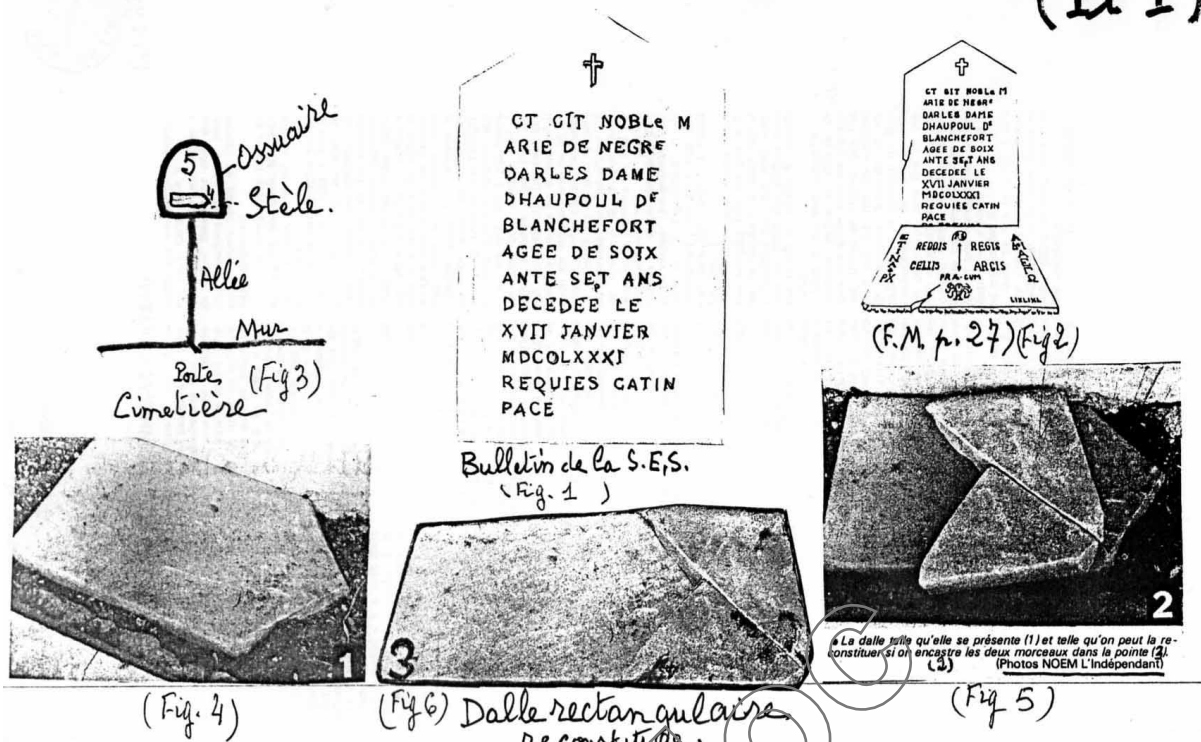 5
Ossuaire
Stèle.
Allée
Mur
Porte
(Fig 3)
Cimetière
CT GIT NOBLe M
ARIE DE NEGRE
DARLES DAME
DHAUPOUL DE
BLANCHEFORT
AGEE DE SOIX
ANTE SEPT ANS
DECEDEE LE
XVII JANVIER
MDCOLXXXI
REQUIES CATIN
PACE
Bulletin de la S.E.S.
(Fig. 1)
CT GIT NOBLe M
ARIE DE NEGRe
DARLES DAME
DHAUPOUL DE
BLANCHEFORT
AGEE DE SOIX
ANTE SEPT ANS
DECEDEE LE
XVII JANVIER
MDCOLXXXI
REQUIES CATIN
PACE
REDDIS REGIS
CELLIS ARCIS
PRÆ-CUM
(F.M. p. 27) (Fig 2)
1
(Fig. 4)
3
(Fig 6) Dalle rectangulaire
reconstituée
2
La dalle telle qu'elle se présente (1) et telle qu'on peut la re-
constituer si on encastre les deux morceaux dans la pointe (2).
(2)
(Photos NOEM L'Indépendant)
(Fig 5)